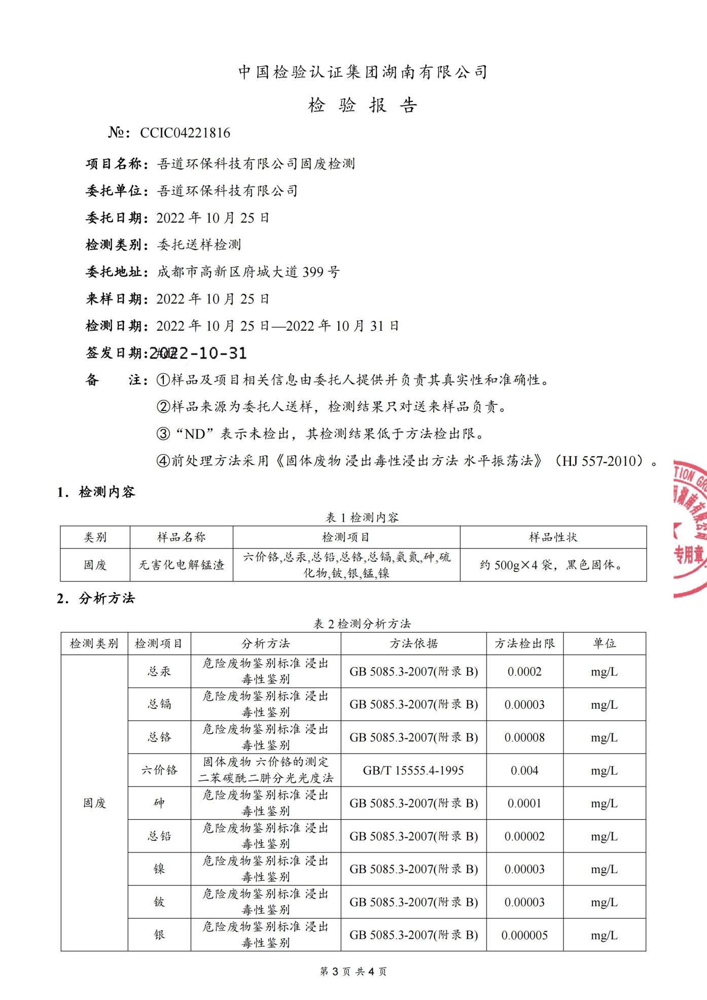 中国检验认证集团湖南有限公司
检 验 报 告
№：CCIC04221816
项目名称：吾道环保科技有限公司固废检测
委托单位：吾道环保科技有限公司
委托日期：2022 年 10 月 25 日
检测类别：委托送样检测
委托地址：成都市高新区府城大道 399 号
来样日期：2022 年 10 月 25 日
检测日期：2022 年 10 月 25 日—2022 年 10 月 31 日
签发日期：2022-10-31
备 注：①样品及项目相关信息由委托人提供并负责其真实性和准确性。
②样品来源为委托人送样，检测结果只对送来样品负责。
③“ND”表示未检出，其检测结果低于方法检出限。
④前处理方法采用《固体废物 浸出毒性浸出方法 水平振荡法》（HJ 557-2010）。
TION GRO
湖南有限公司
专用章
1．检测内容
表 1 检测内容
类别 样品名称 检测项目 样品性状
固废 无害化电解锰渣 六价铬,总汞,总铅,总铬,总镉,氨氮,砷,硫 约 500g×4 袋，黑色固体。
化物,铍,银,锰,镍
2．分析方法
表 2 检测分析方法
检测类别 检测项目 分析方法 方法依据 方法检出限 单位
固废
总汞 危险废物鉴别标准 浸出 GB 5085.3-2007(附录 B) 0.0002 mg/L
毒性鉴别
总镉 危险废物鉴别标准 浸出 GB 5085.3-2007(附录 B) 0.00003 mg/L
毒性鉴别
总铬 危险废物鉴别标准 浸出 GB 5085.3-2007(附录 B) 0.00008 mg/L
毒性鉴别
六价铬 固体废物 六价铬的测定 GB/T 15555.4-1995 0.004 mg/L
二苯碳酰二肼分光光度法
砷 危险废物鉴别标准 浸出 GB 5085.3-2007(附录 B) 0.0001 mg/L
毒性鉴别
总铅 危险废物鉴别标准 浸出 GB 5085.3-2007(附录 B) 0.00002 mg/L
毒性鉴别
镍 危险废物鉴别标准 浸出 GB 5085.3-2007(附录 B) 0.00003 mg/L
毒性鉴别
铍 危险废物鉴别标准 浸出 GB 5085.3-2007(附录 B) 0.00003 mg/L
毒性鉴别
银 危险废物鉴别标准 浸出 GB 5085.3-2007(附录 B) 0.000005 mg/L
毒性鉴别
第 3 页 共 4 页